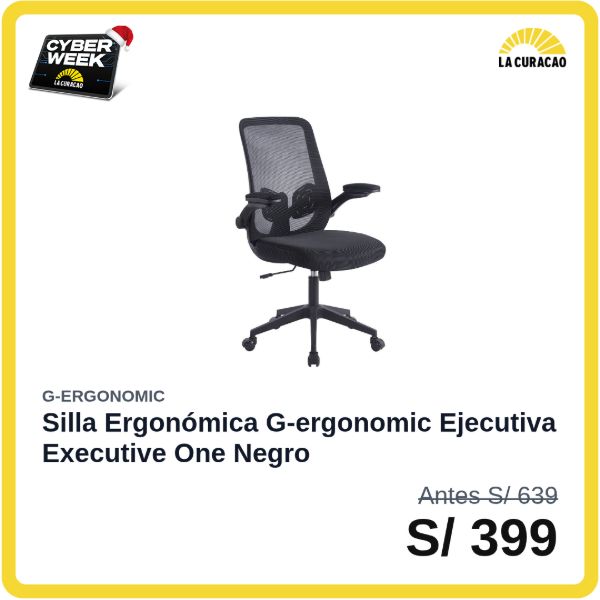 CYBER
WEEK
LA CURACAO
LA CURACAO
G-ERGONOMIC
Silla Ergonómica G-ergonomic Ejecutiva
Executive One Negro
Antes S/ 639
S/ 399